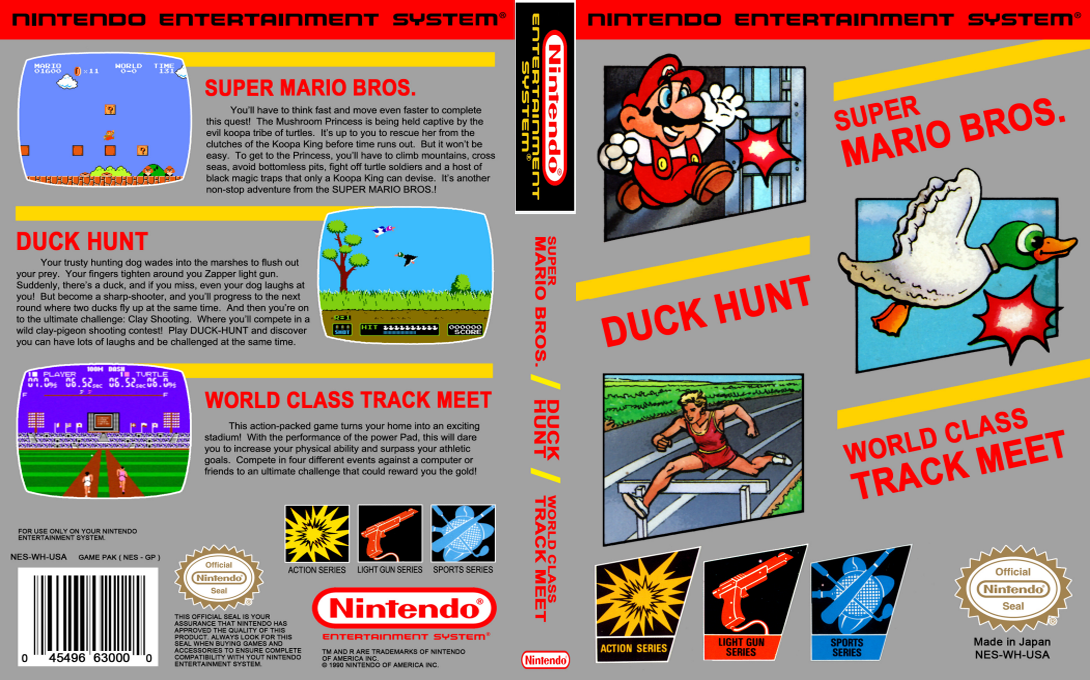 NINTENDO ENTERTAINMENT SYSTEM®
MARIO WORLD TIME
01600 ×11 0-0 131
SUPER MARIO BROS.
You'll have to think fast and move even faster to complete
this quest! The Mushroom Princess is being held captive by the
evil koopa tribe of turtles. It's up to you to rescue her from the
clutches of the Koopa King before time runs out. But it won't be
easy. To get to the Princess, you'll have to climb mountains, cross
seas, avoid bottomless pits, fight off turtle soldiers and a host of
black magic traps that only a Koopa King can devise. It's another
non-stop adventure from the SUPER MARIO BROS.!
DUCK HUNT
Your trusty hunting dog wades into the marshes to flush out
your prey. Your fingers tighten around you Zapper light gun.
Suddenly, there's a duck, and if you miss, even your dog laughs at
you! But become a sharp-shooter, and you'll progress to the next
round where two ducks fly up at the same time. And then you're on
to the ultimate challenge: Clay Shooting. Where you'll compete in a
wild clay-pigeon shooting contest! Play DUCK-HUNT and discover
you can have lots of laughs and be challenged at the same time.
R=1
SHOT HIT 000000
SCORE
100M DASH
PLAYER TURTLE
06.52SEC 06.52SEC
WORLD CLASS TRACK MEET
This action-packed game turns your home into an exciting
stadium! With the performance of the power Pad, this will dare
you to increase your physical ability and surpass your athletic
goals. Compete in four different events against a computer or
friends to an ultimate challenge that could reward you the gold!
FOR USE ONLY ON YOUR NINTENDO
ENTERTAINMENT SYSTEM.
NES-WH-USA GAME PAK ( NES - GP )
0 45496 63000 0
Official
Nintendo
Seal
®
THIS OFFICIAL SEAL IS YOUR
ASSURANCE THAT NINTENDO HAS
APPROVED THE QUALITY OF THIS
PRODUCT. ALWAYS LOOK FOR THIS
SEAL WHEN BUYING GAMES AND
ACCESSORIES TO ENSURE COMPLETE
COMPATIBILITY WITH YOUT NINTENDO
ENTERTAINMENT SYSTEM.
ACTION SERIES
LIGHT GUN SERIES
SPORTS SERIES
Nintendo®
ENTERTAINMENT SYSTEM®
TM AND R ARE TRADEMARKS OF NINTENDO
OF AMERICA INC.
© 1990 NINTENDO OF AMERICA INC.
Nintendo®
ENTERTAINMENT
SYSTEM®
SUPER
MARIO BROS. /
DUCK
HUNT /
WORLD CLASS
TRACK MEET
Nintendo
NINTENDO ENTERTAINMENT SYSTEM®
SUPER
MARIO BROS.
DUCK HUNT
WORLD CLASS
TRACK MEET
ACTION SERIES
LIGHT GUN
SERIES
SPORTS
SERIES
Official
Nintendo
Seal
®
Made in Japan
NES-WH-USA